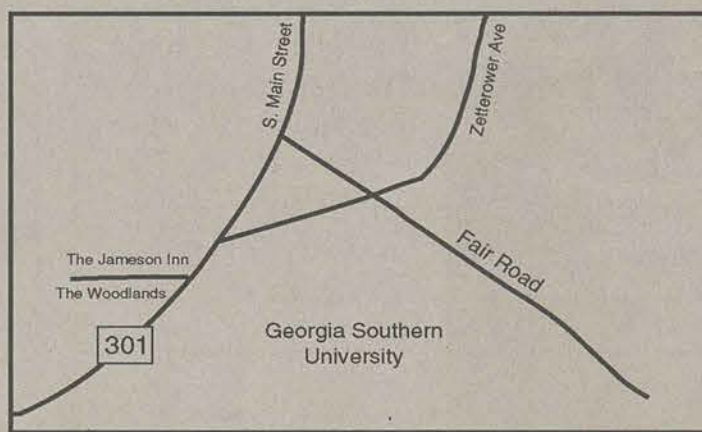 S. Main Street
Zetterower Ave
Fair Road
The Jameson Inn
The Woodlands
301
Georgia Southern
University